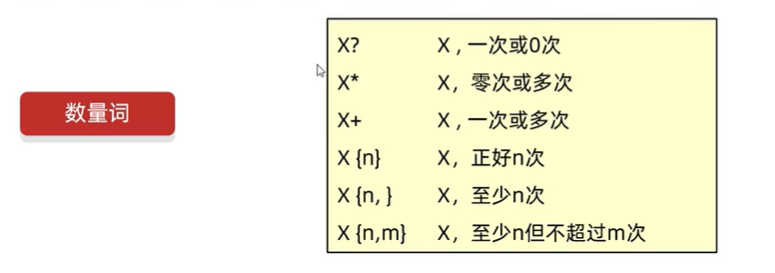 数量词
X? X , 一次或0次
X* X，零次或多次
X+ X , 一次或多次
X {n} X，正好n次
X {n, } X，至少n次
X {n,m} X，至少n但不超过m次